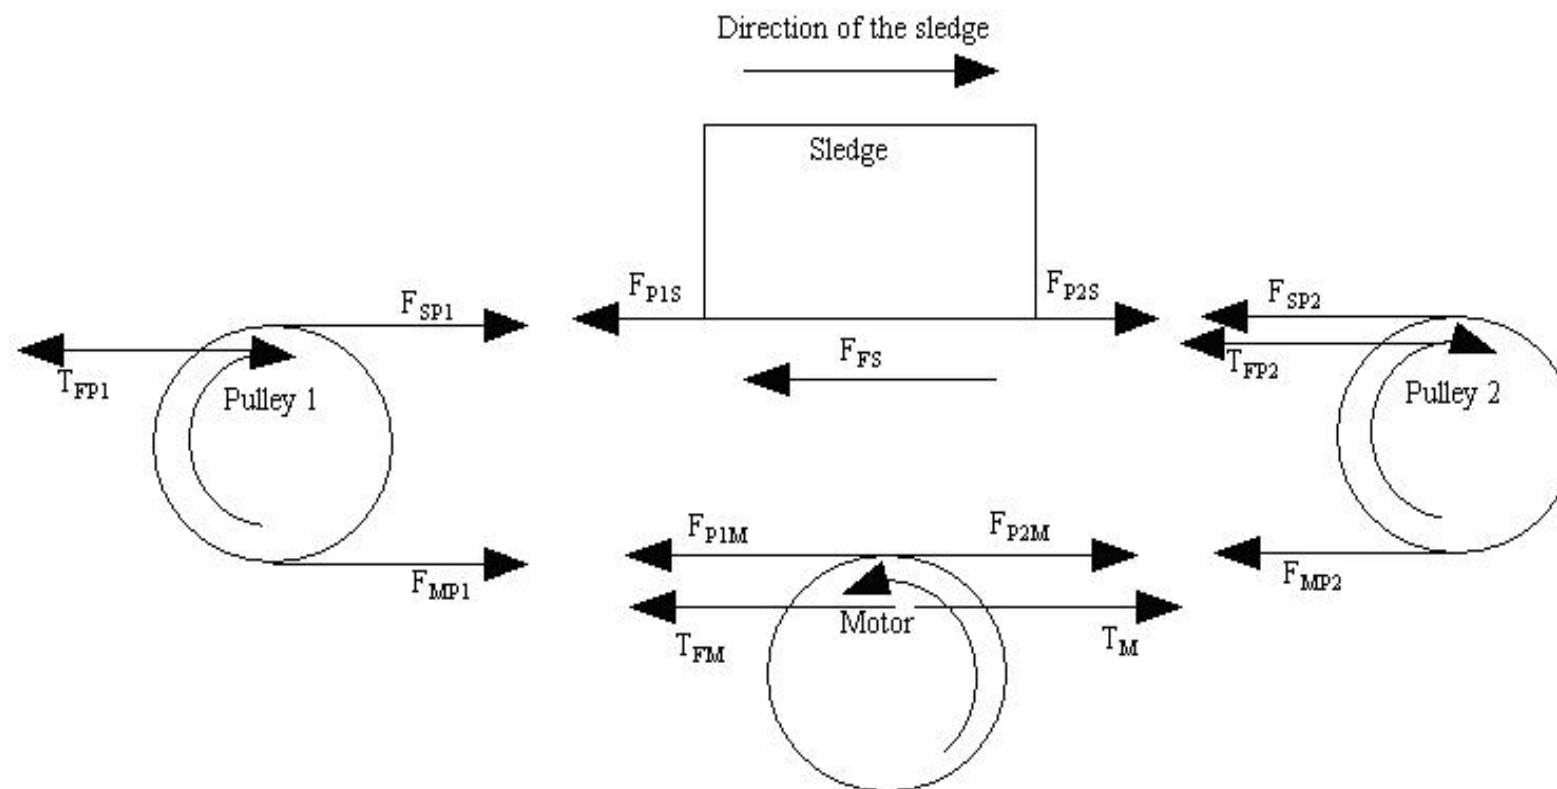 Direction of the sledge
Sledge
F_P1S
F_P2S
F_SP1
F_SP2
F_FS
T_FP1
T_FP2
Pulley 1
Pulley 2
F_P1M
F_P2M
F_MP1
F_MP2
Motor
T_FM
T_M